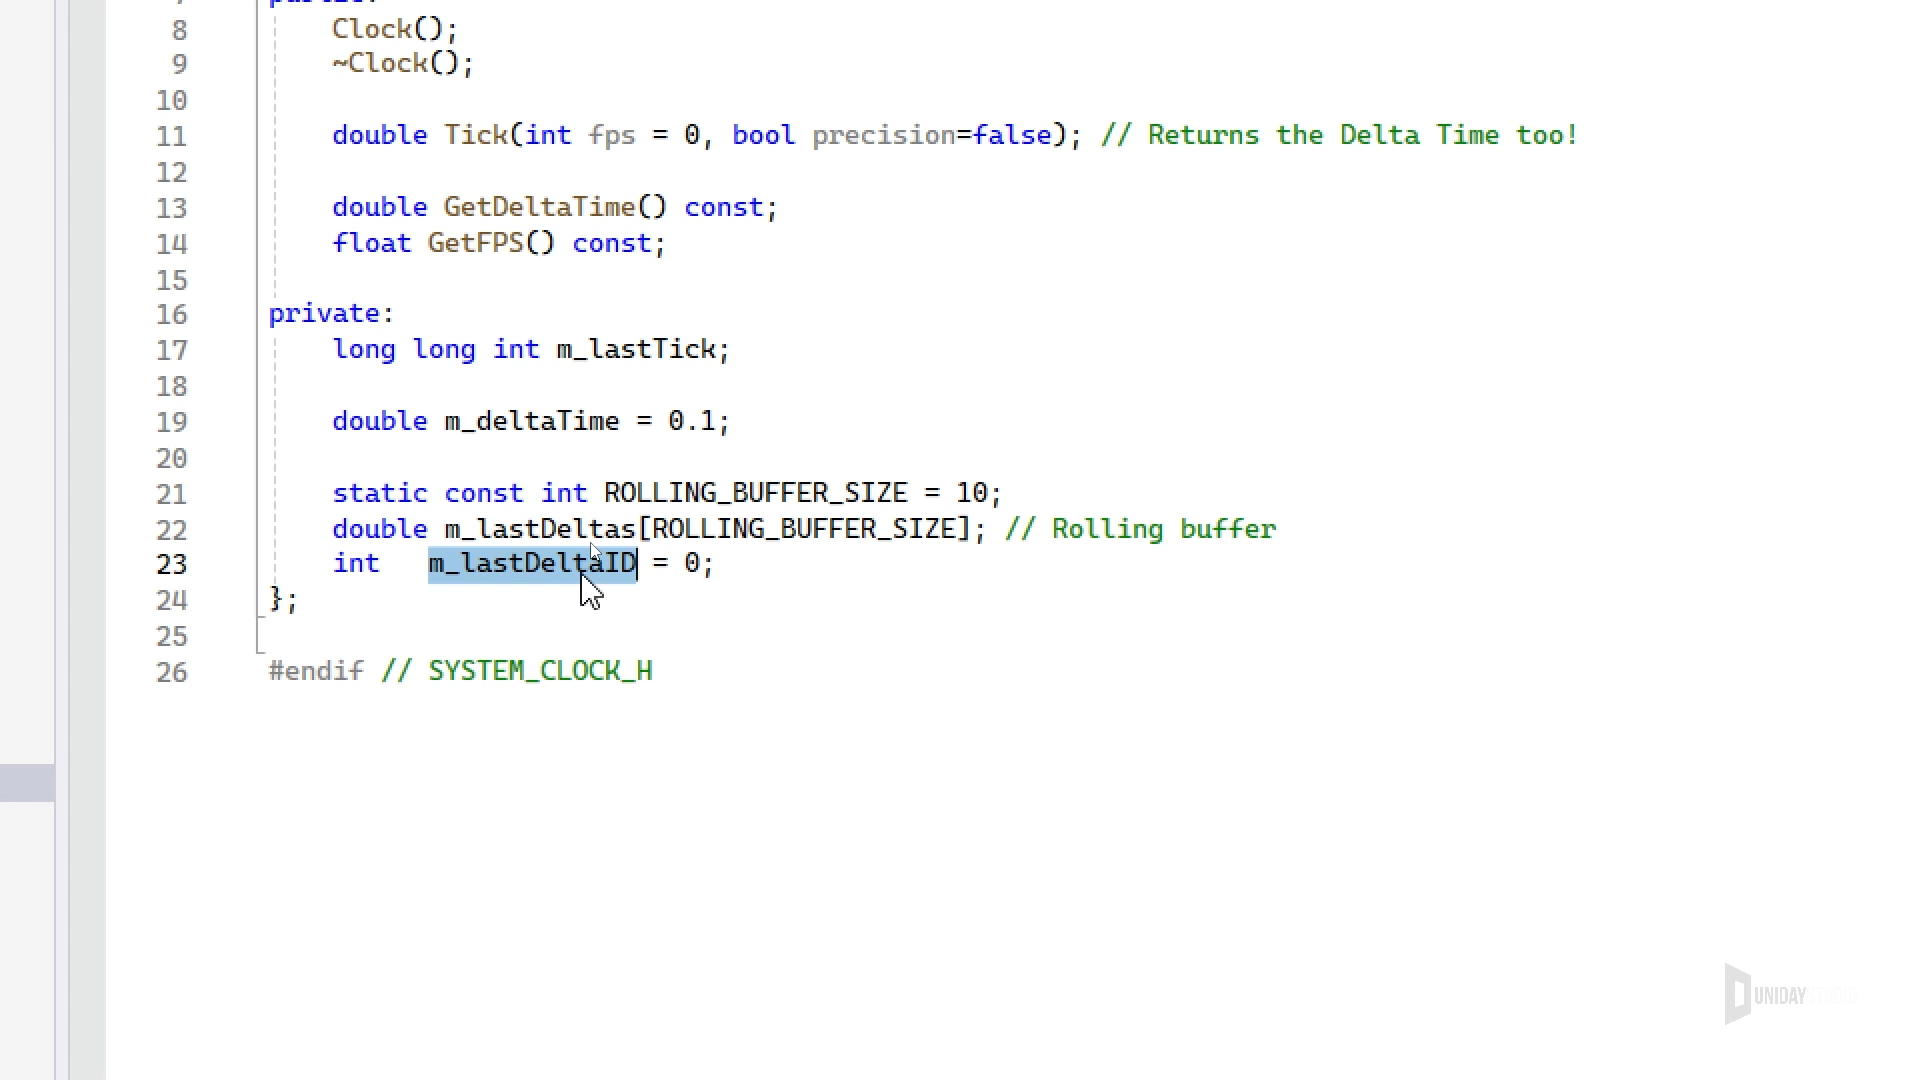 7 public:
8 Clock();
9 ~Clock();
10
11 double Tick(int fps = 0, bool precision=false); // Returns the Delta Time too!
12
13 double GetDeltaTime() const;
14 float GetFPS() const;
15
16 private:
17 long long int m_lastTick;
18
19 double m_deltaTime = 0.1;
20
21 static const int ROLLING_BUFFER_SIZE = 10;
22 double m_lastDeltas[ROLLING_BUFFER_SIZE]; // Rolling buffer
23 int   m_lastDeltaID = 0;
24 };
25
26 #endif // SYSTEM_CLOCK_H
UNIDAY